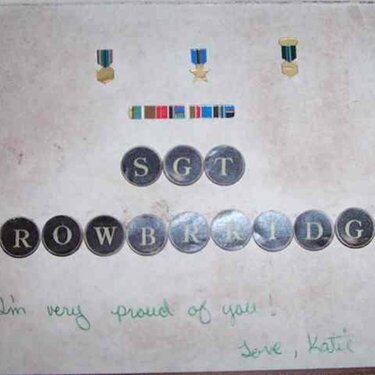 SGT
ROWBRRIDG
I'm very proud of you!
Love, Katie